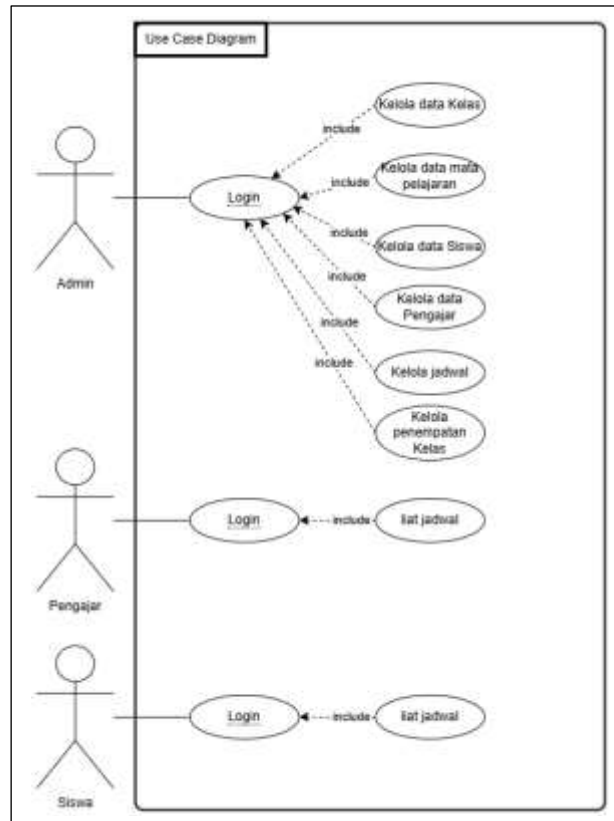 Use Case Diagram
Kelola data Kelas
include
Kelola data mata
pelajaran
include
Login
include
Kelola data Siswa
include
Kelola data
Pengajar
Admin
include
include
Kelola jadwal
Kelola
penempatan
Kelas
Login
include
liat jadwal
Pengajar
Login
include
liat jadwal
Siswa